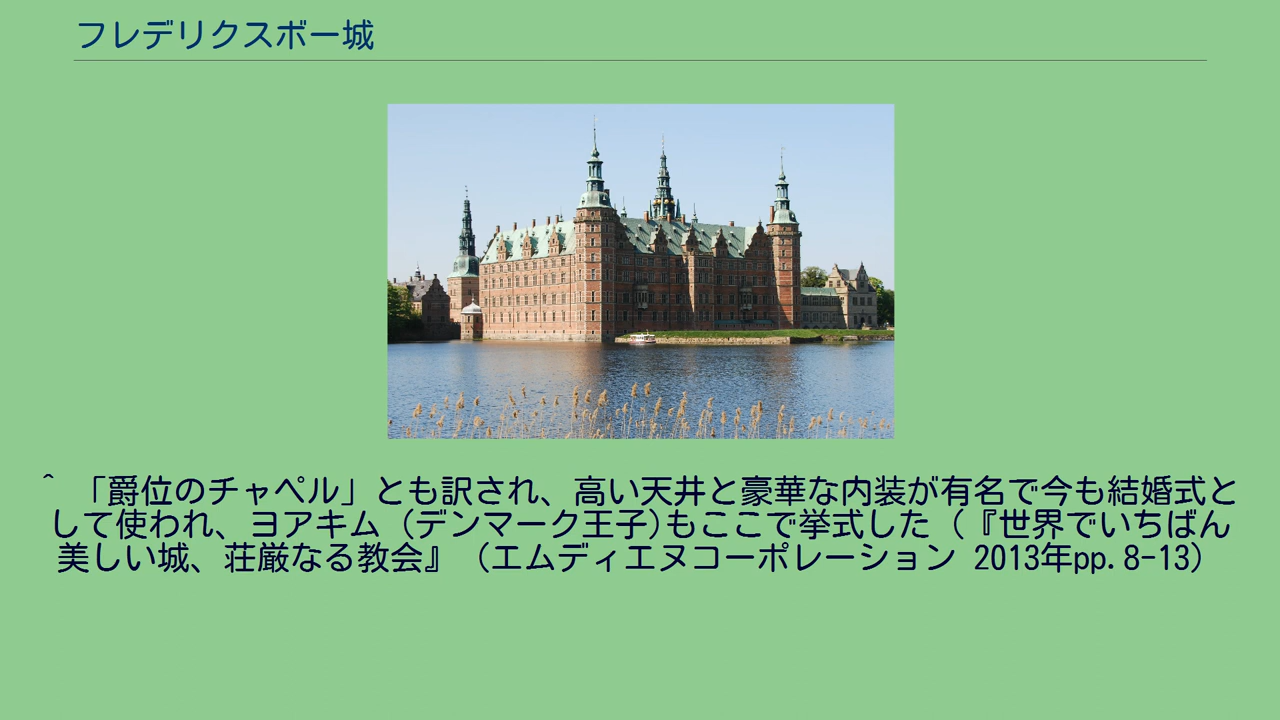 フレデリクスボー城
^ 「爵位のチャペル」とも訳され、高い天井と豪華な内装が有名で今も結婚式と
して使われ、ヨアキム (デンマーク王子)もここで挙式した（『世界でいちばん
美しい城、荘厳なる教会』（エムディエヌコーポレーション 2013年pp.8-13）